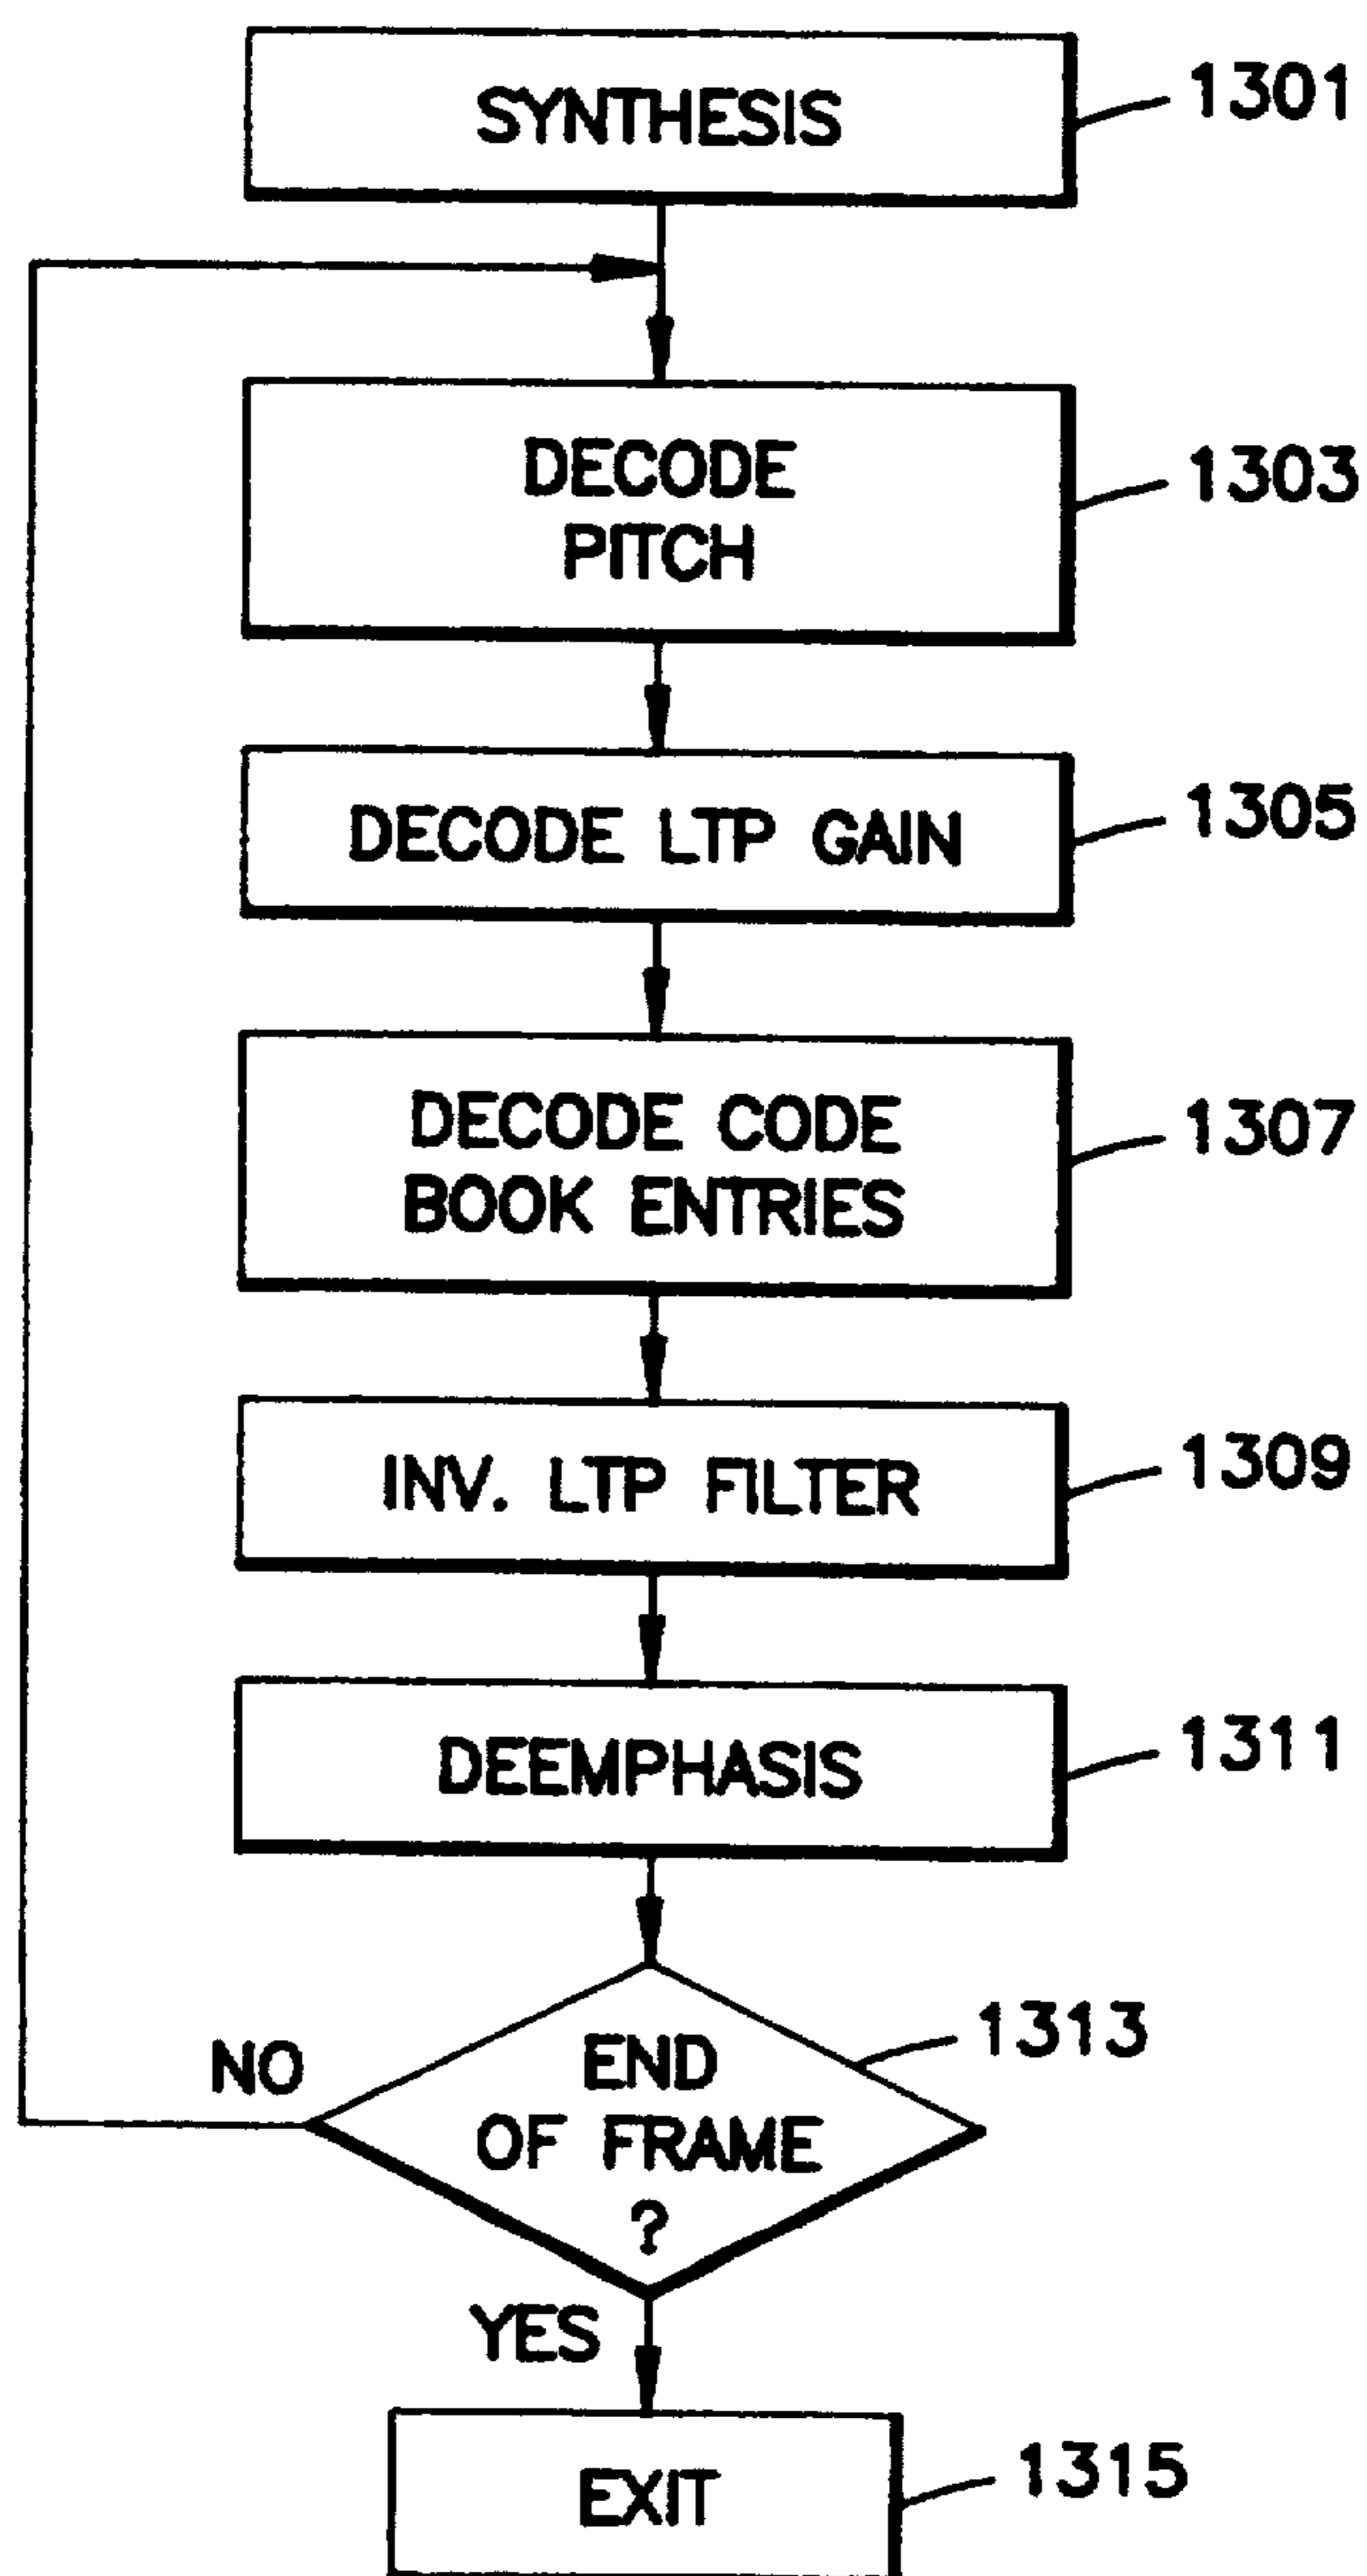 SYNTHESIS
1301
DECODE
PITCH
1303
DECODE LTP GAIN
1305
DECODE CODE
BOOK ENTRIES
1307
INV. LTP FILTER
1309
DEEMPHASIS
1311
END
OF FRAME
?
1313
NO
YES
EXIT
1315